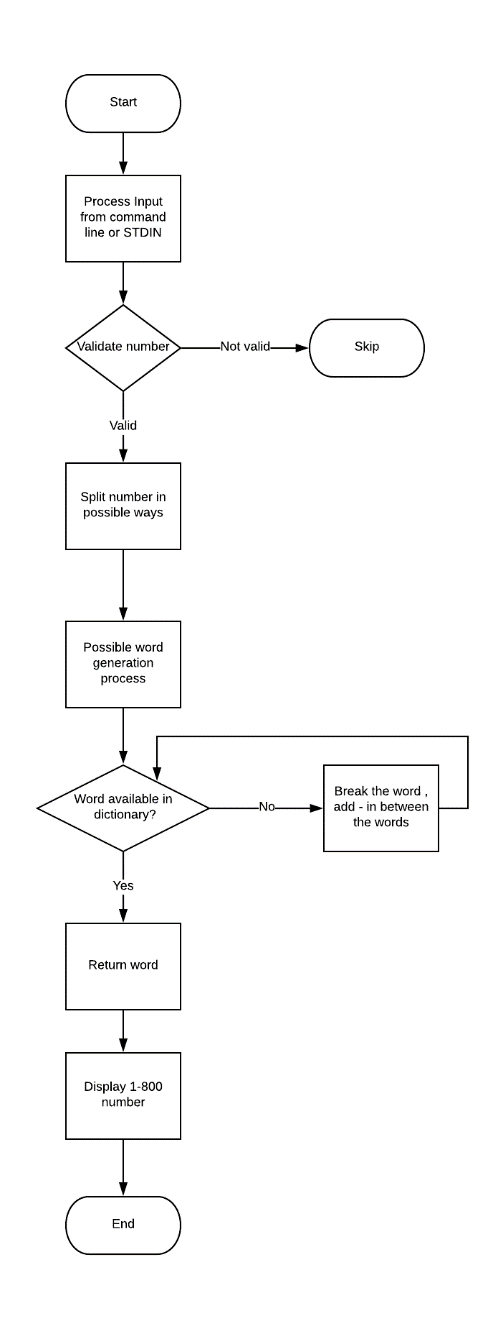 Start
Process Input
from command
line or STDIN
Validate number
Not valid
Skip
Valid
Split number in
possible ways
Possible word
generation
process
Word available in
dictionary?
No
Break the word ,
add - in between
the words
Yes
Return word
Display 1-800
number
End